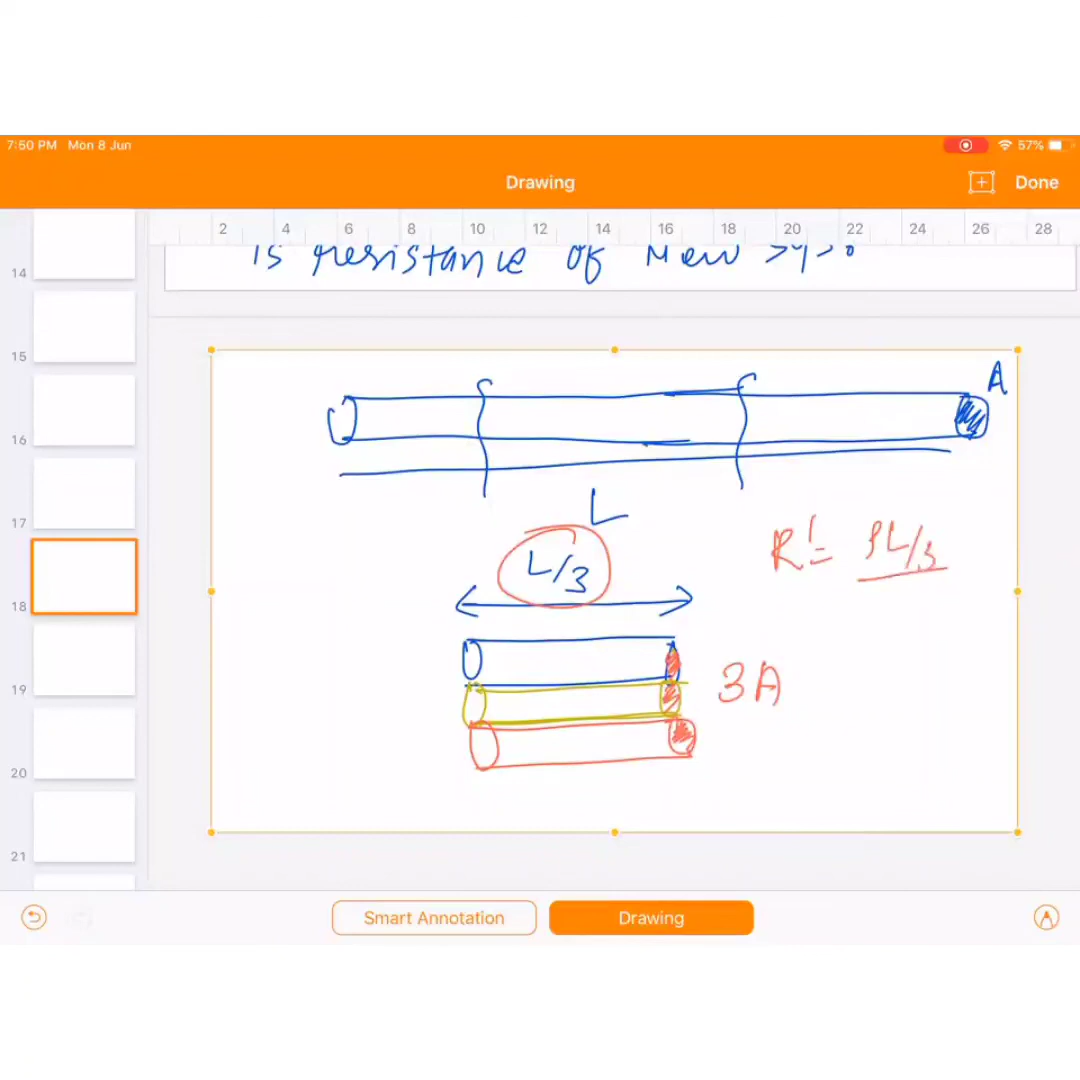 7:50 PM Mon 8 Jun
57%
Drawing
Done
2 4 6 8 10 12 14 16 18 20 22 24 26 28
is resistance of New sys.
14
15
16
17
18
19
20
21
A
L
L/3
R' = ρL/3
3A
Smart Annotation
Drawing